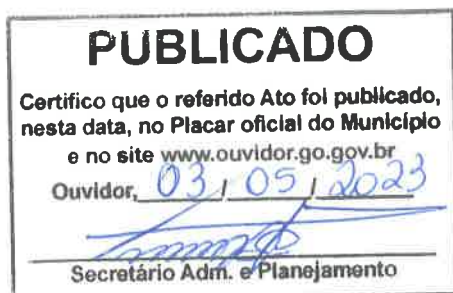 PUBLICADO
Certifico que o referido Ato foi publicado,
nesta data, no Placar oficial do Município
e no site www.ouvidor.go.gov.br
Ouvidor, 03 / 05 / 2023
Secretário Adm. e Planejamento